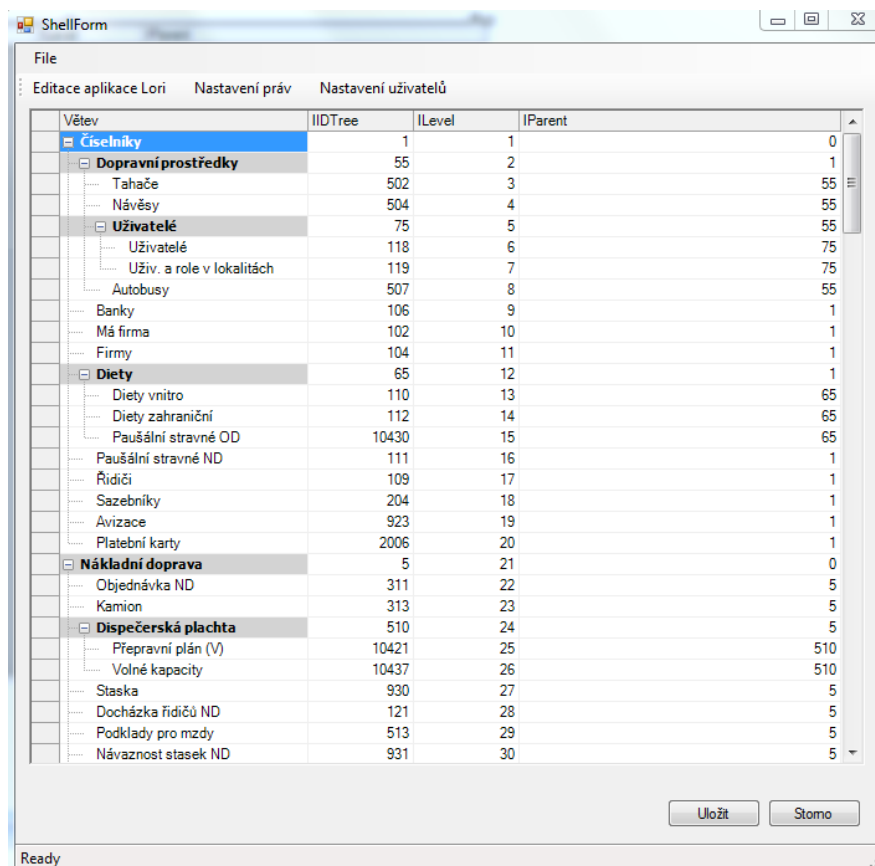 ShellForm
File
Editace aplikace Lori Nastavení práv Nastavení uživatelů
Větev IIDTree ILevel IParent
Číselníky 1 1 0
Dopravní prostředky 55 2 1
Tahače 502 3 55
Návěsy 504 4 55
Uživatelé 75 5 55
Uživatelé 118 6 75
Uživ. a role v lokalitách 119 7 75
Autobusy 507 8 55
Banky 106 9 1
Má firma 102 10 1
Firmy 104 11 1
Diety 65 12 1
Diety vnitro 110 13 65
Diety zahraniční 112 14 65
Paušální stravné OD 10430 15 65
Paušální stravné ND 111 16 1
Řidiči 109 17 1
Sazebníky 204 18 1
Avizace 923 19 1
Platební karty 2006 20 1
Nákladní doprava 5 21 0
Objednávka ND 311 22 5
Kamion 313 23 5
Dispečerská plachta 510 24 5
Přepravní plán (V) 10421 25 510
Volné kapacity 10437 26 510
Staska 930 27 5
Docházka řidičů ND 121 28 5
Podklady pro mzdy 513 29 5
Návaznost stasek ND 931 30 5
Uložit Storno
Ready